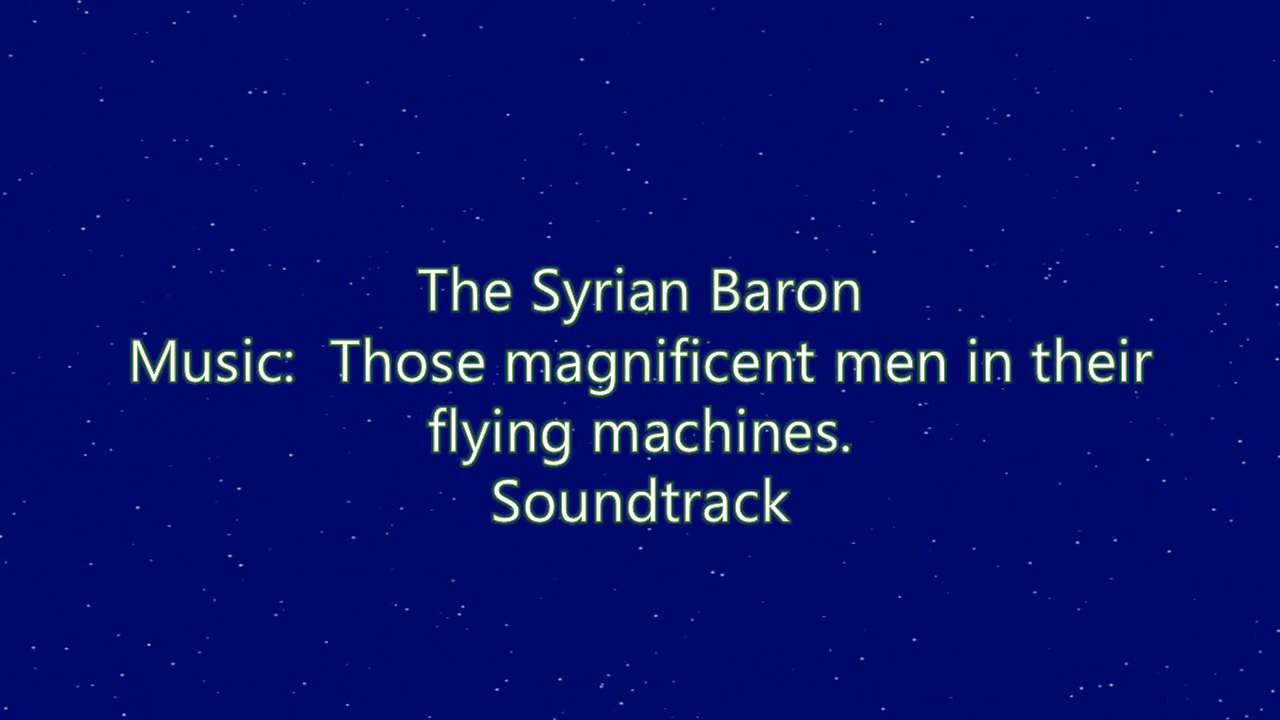 The Syrian Baron
Music:  Those magnificent men in their
flying machines.
Soundtrack